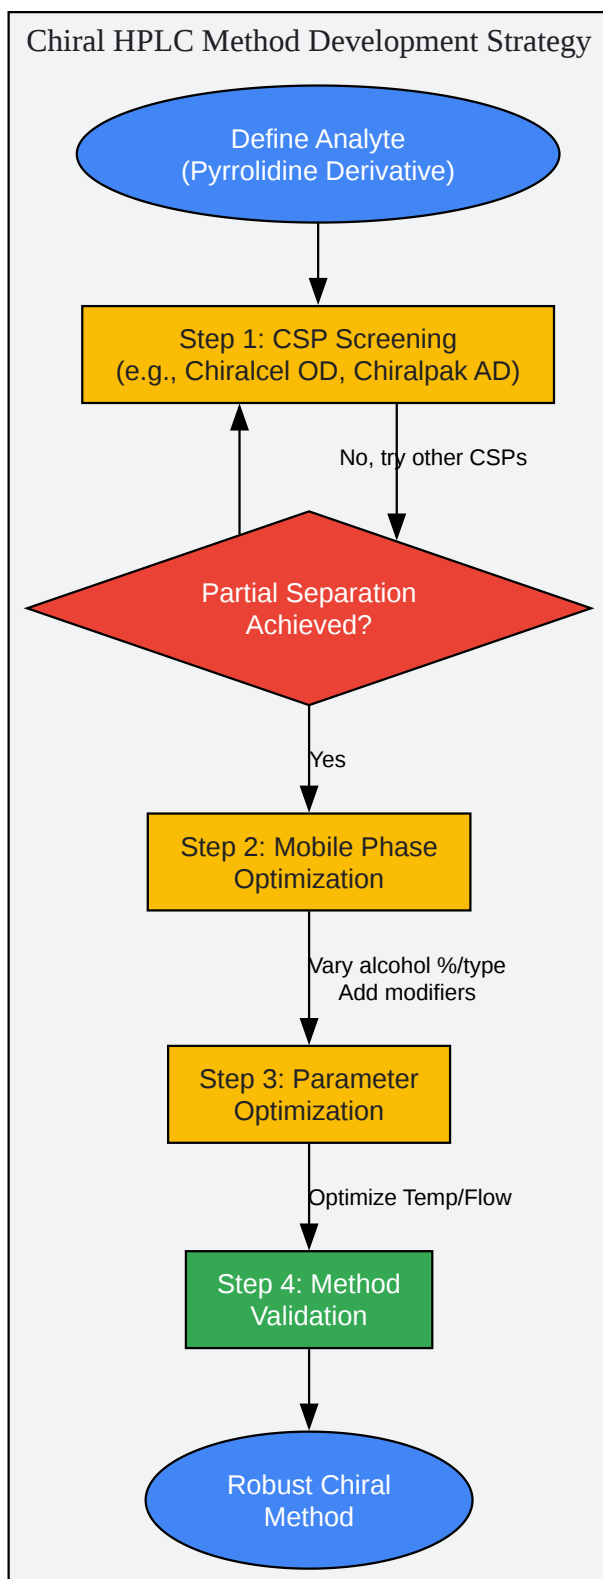 Chiral HPLC Method Development Strategy
Define Analyte
(Pyrrolidine Derivative)
Step 1: CSP Screening
(e.g., Chiralcel OD, Chiralpak AD)
No, try other CSPs
Partial Separation
Achieved?
Yes
Step 2: Mobile Phase
Optimization
Vary alcohol %/type
Add modifiers
Step 3: Parameter
Optimization
Optimize Temp/Flow
Step 4: Method
Validation
Robust Chiral
Method